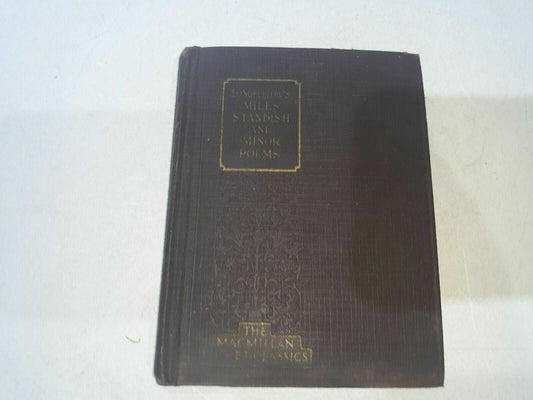 LONGFELLOW'S
MILES
STANDISH
AND
MINOR
POEMS
THE
MACMILLAN
CLASSICS